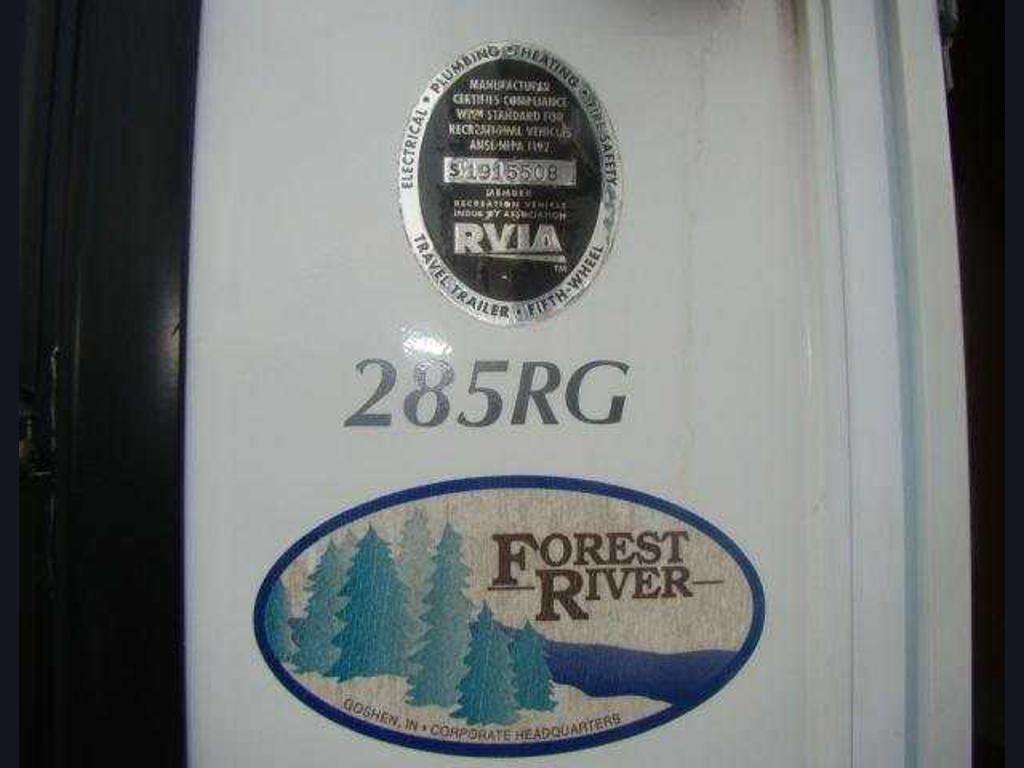 ELECTRICAL • PLUMBING • HEATING • FIRE SAFETY
MANUFACTURER
CERTIFIES COMPLIANCE
WITH STANDARD FOR
RECREATIONAL VEHICLES
ANSI-NFPA 1192
S1915508
MEMBER
RECREATION VEHICLE
INDUSTRY ASSOCIATION
RVIA
TM
TRAVEL TRAILER • FIFTH-WHEEL
285RG
FOREST
RIVER
GOSHEN, IN • CORPORATE HEADQUARTERS